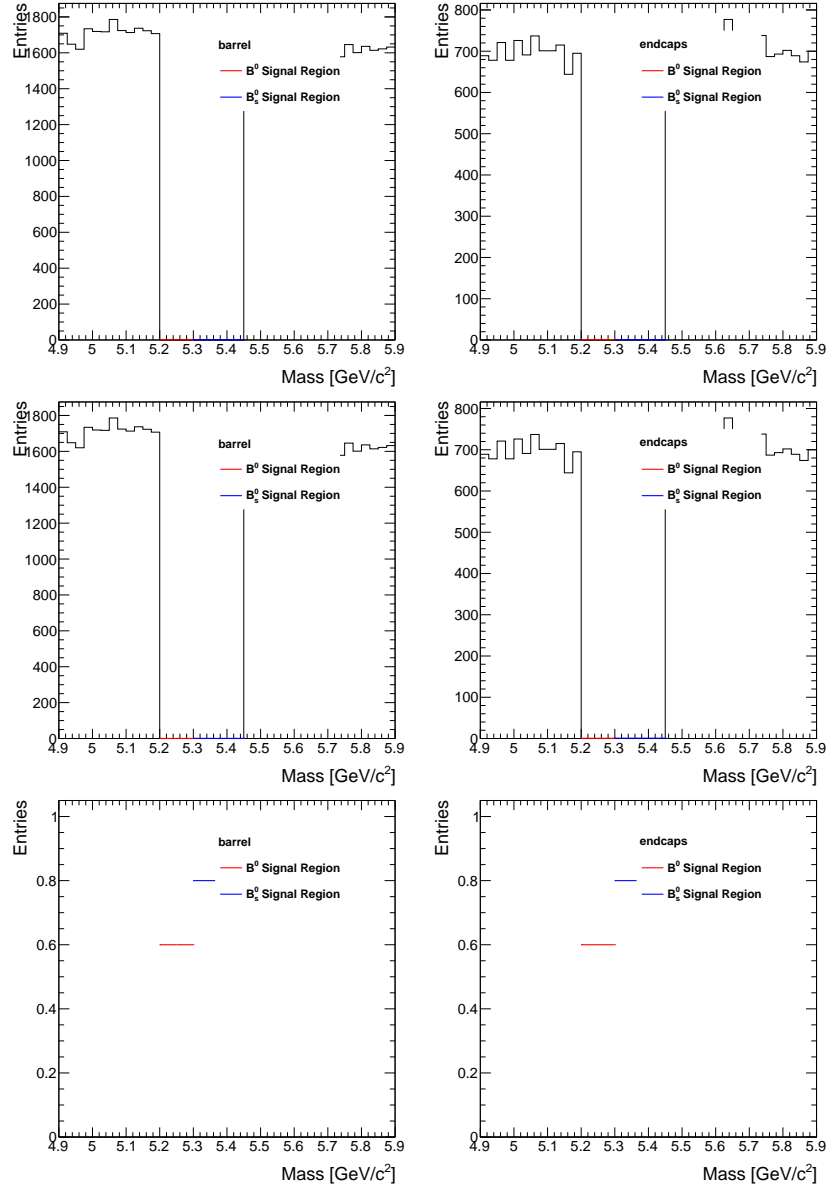 Entries
1800
1600
1400
1200
1000
800
600
400
200
0
barrel
B⁰ Signal Region
B⁰ₛ Signal Region
4.9 5 5.1 5.2 5.3 5.4 5.5 5.6 5.7 5.8 5.9
Mass [GeV/c²]
Entries
800
700
600
500
400
300
200
100
0
endcaps
B⁰ Signal Region
B⁰ₛ Signal Region
4.9 5 5.1 5.2 5.3 5.4 5.5 5.6 5.7 5.8 5.9
Mass [GeV/c²]
Entries
1800
1600
1400
1200
1000
800
600
400
200
0
barrel
B⁰ Signal Region
B⁰ₛ Signal Region
4.9 5 5.1 5.2 5.3 5.4 5.5 5.6 5.7 5.8 5.9
Mass [GeV/c²]
Entries
800
700
600
500
400
300
200
100
0
endcaps
B⁰ Signal Region
B⁰ₛ Signal Region
4.9 5 5.1 5.2 5.3 5.4 5.5 5.6 5.7 5.8 5.9
Mass [GeV/c²]
Entries
1
0.8
0.6
0.4
0.2
0
barrel
B⁰ Signal Region
B⁰ₛ Signal Region
4.9 5 5.1 5.2 5.3 5.4 5.5 5.6 5.7 5.8 5.9
Mass [GeV/c²]
Entries
1
0.8
0.6
0.4
0.2
0
endcaps
B⁰ Signal Region
B⁰ₛ Signal Region
4.9 5 5.1 5.2 5.3 5.4 5.5 5.6 5.7 5.8 5.9
Mass [GeV/c²]